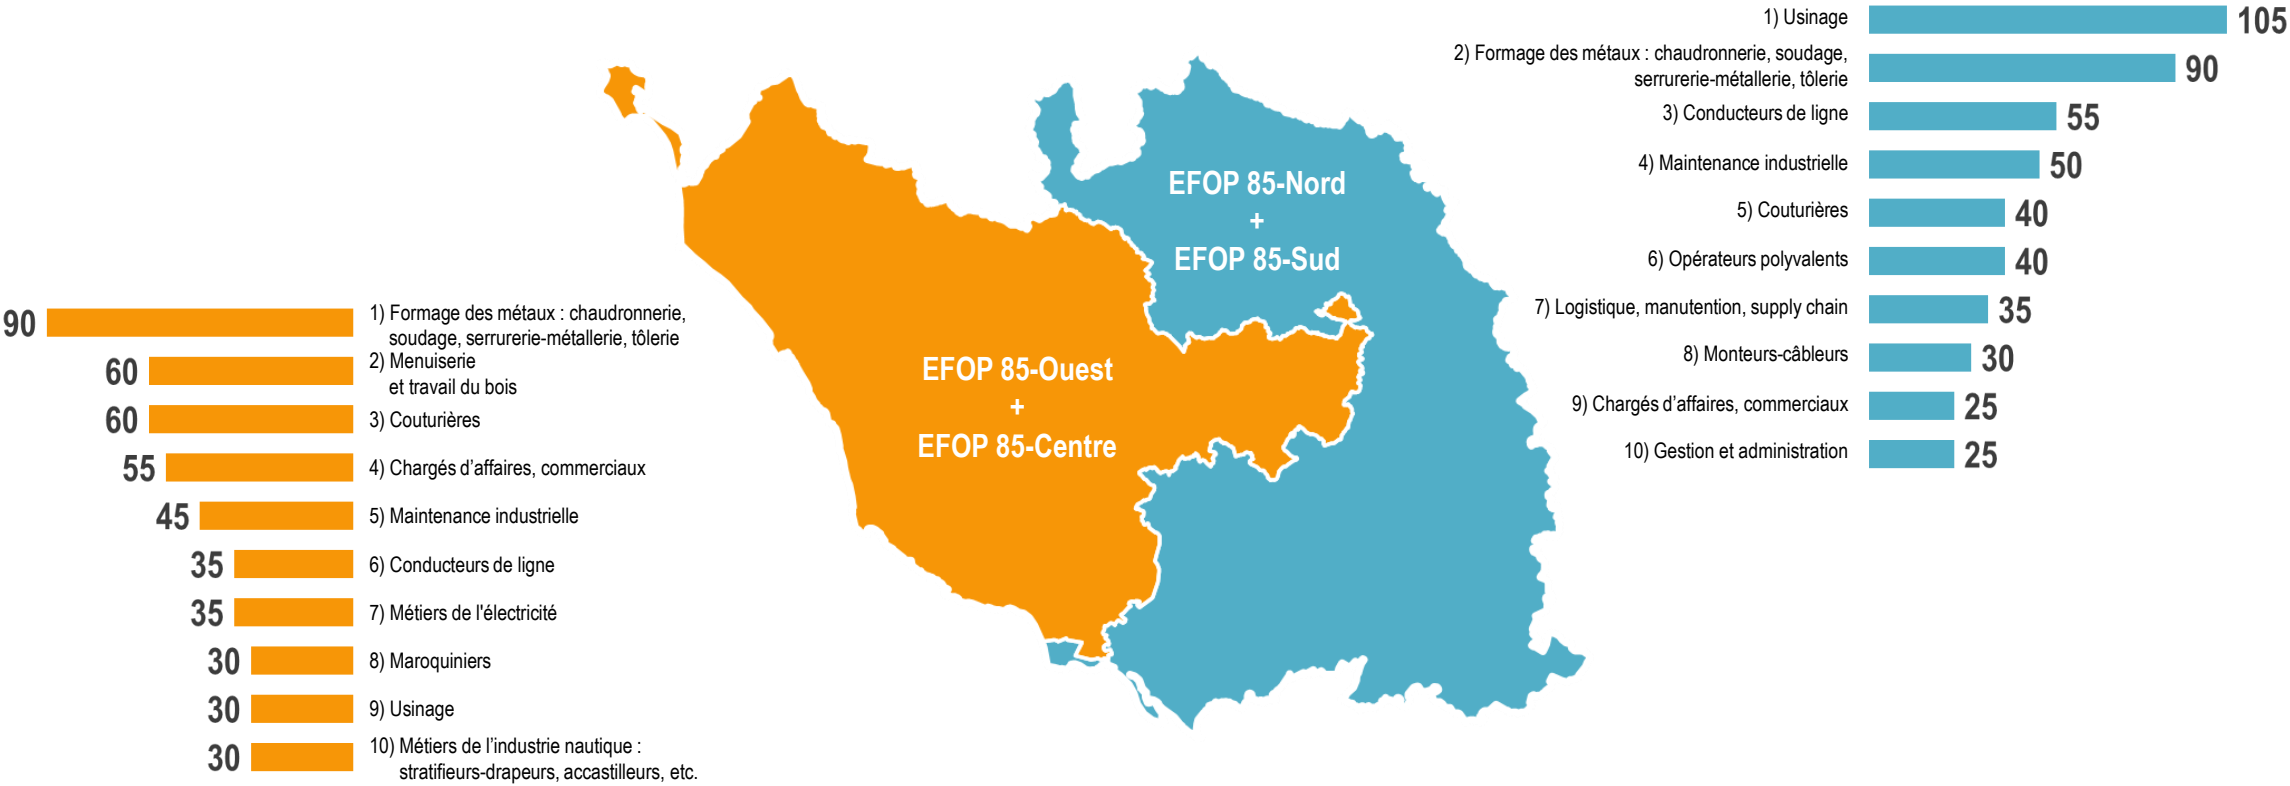 1) Usinage
105
2) Formage des métaux : chaudronnerie, soudage,
serrurerie-métallerie, tôlerie
90
3) Conducteurs de ligne
55
4) Maintenance industrielle
50
5) Couturières
40
6) Opérateurs polyvalents
40
7) Logistique, manutention, supply chain
35
8) Monteurs-câbleurs
30
9) Chargés d’affaires, commerciaux
25
10) Gestion et administration
25
EFOP 85-Nord
+
EFOP 85-Sud
EFOP 85-Ouest
+
EFOP 85-Centre
90
1) Formage des métaux : chaudronnerie,
soudage, serrurerie-métallerie, tôlerie
60
2) Menuiserie
et travail du bois
60
3) Couturières
55
4) Chargés d’affaires, commerciaux
45
5) Maintenance industrielle
35
6) Conducteurs de ligne
35
7) Métiers de l'électricité
30
8) Maroquiniers
30
9) Usinage
30
10) Métiers de l’industrie nautique :
stratifieurs-drapeurs, accastilleurs, etc.